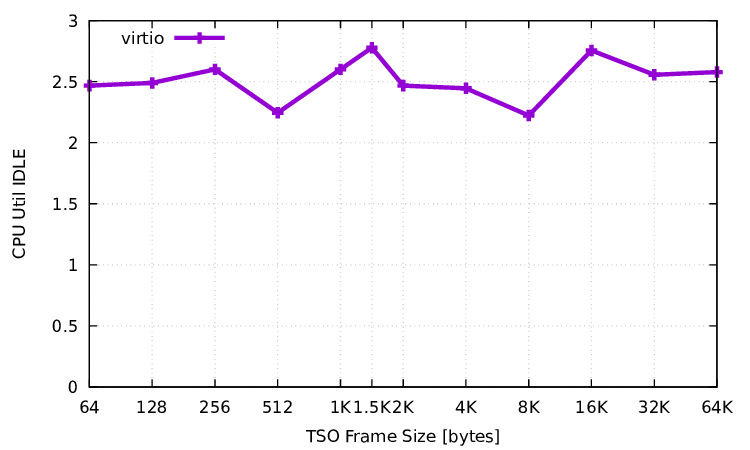 virtio
3
2.5
2
1.5
1
0.5
0
CPU Util IDLE
64 128 256 512 1K 1.5K 2K 4K 8K 16K 32K 64K
TSO Frame Size [bytes]